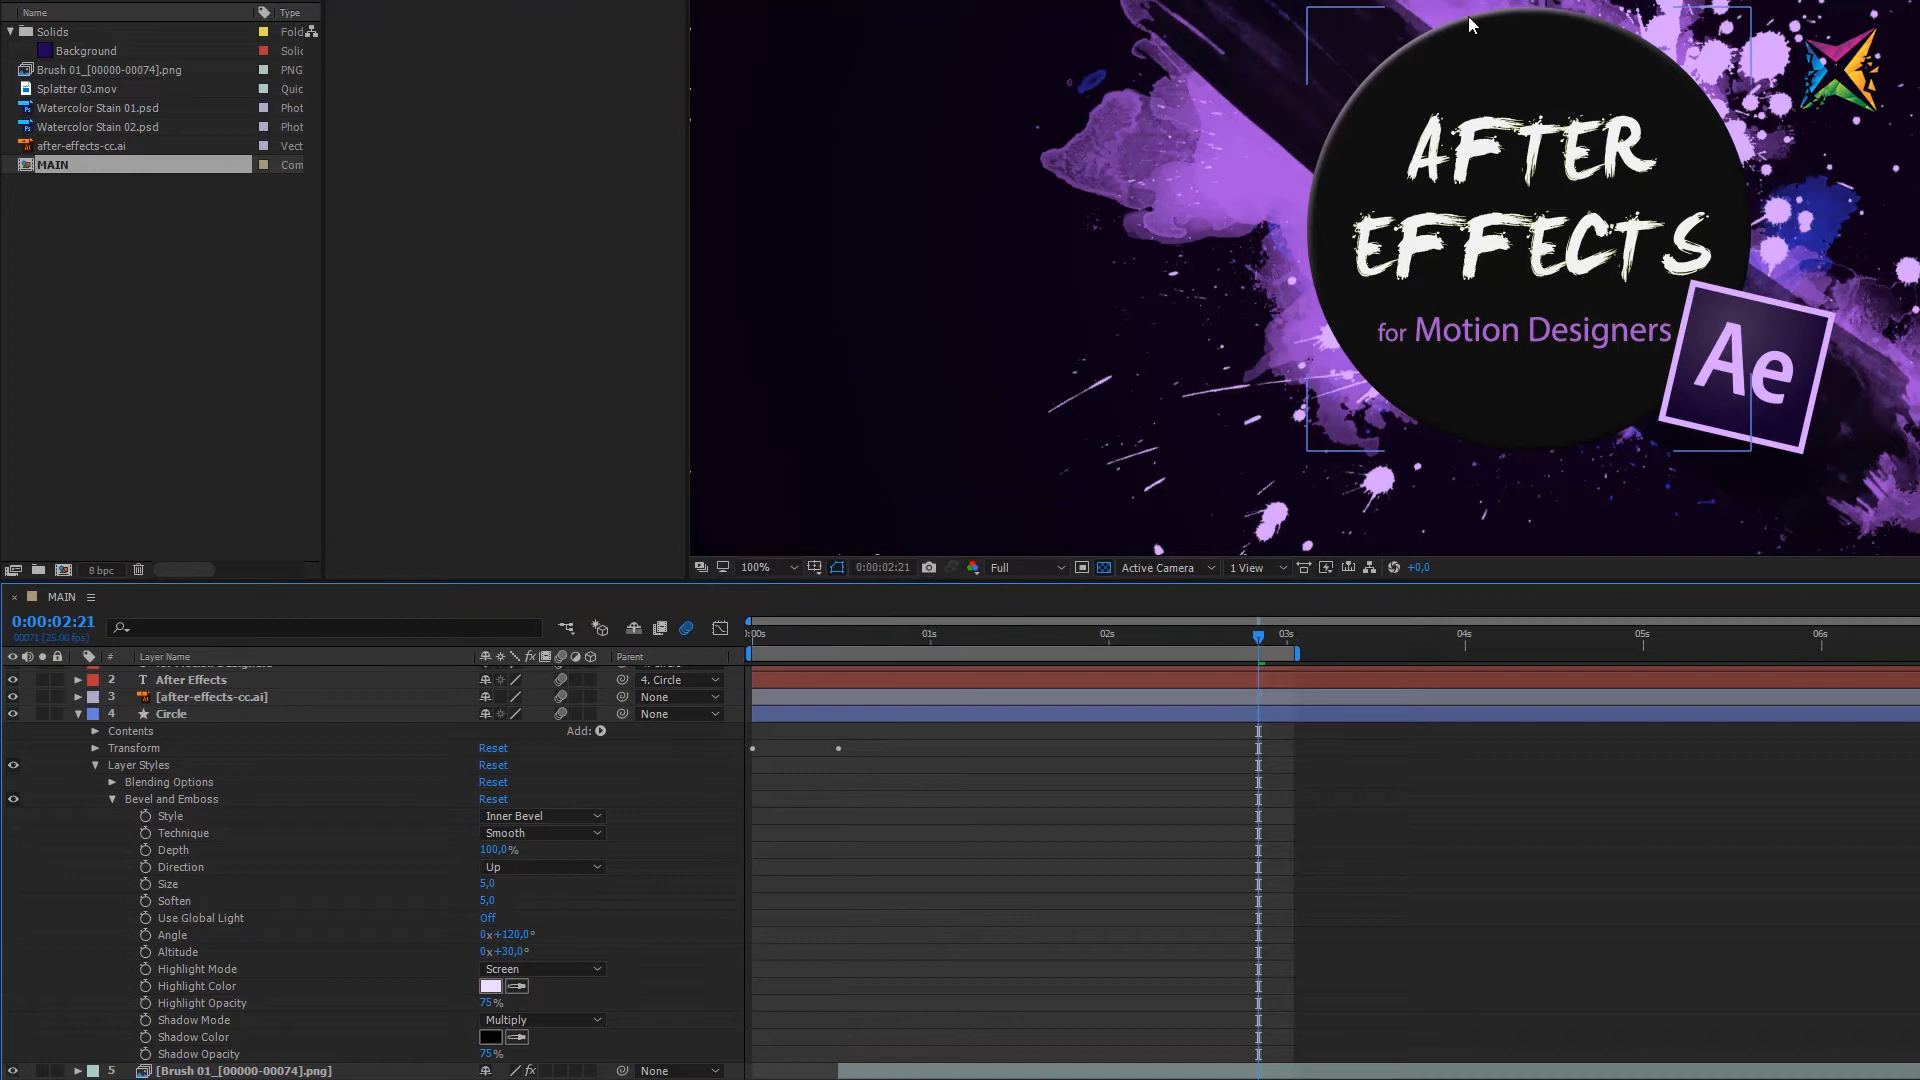 Name Type
Solids Fold
Background Solic
Brush 01_[00000-00074].png PNG
Splatter 03.mov Quic
Watercolor Stain 01.psd Phot
Watercolor Stain 02.psd Phot
after-effects-cc.ai Vect
MAIN Com
AFTER
EFFECTS
for Motion Designers
Ae
8 bpc
100% 0:00:02:21 Full Active Camera 1 View +0,0
MAIN
0:00:02:21
00071 (25.00 fps)
0:00s 01s 02s 03s 04s 05s 06s
# Layer Name fx Parent
2 T After Effects 4. Circle
3 [after-effects-cc.ai] None
4 Circle None
Contents Add:
Transform Reset
Layer Styles Reset
Blending Options Reset
Bevel and Emboss Reset
Style Inner Bevel
Technique Smooth
Depth 100,0%
Direction Up
Size 5,0
Soften 5,0
Use Global Light Off
Angle 0x+120,0°
Altitude 0x+30,0°
Highlight Mode Screen
Highlight Color
Highlight Opacity 75%
Shadow Mode Multiply
Shadow Color
Shadow Opacity 75%
5 [Brush 01_[00000-00074].png] fx None